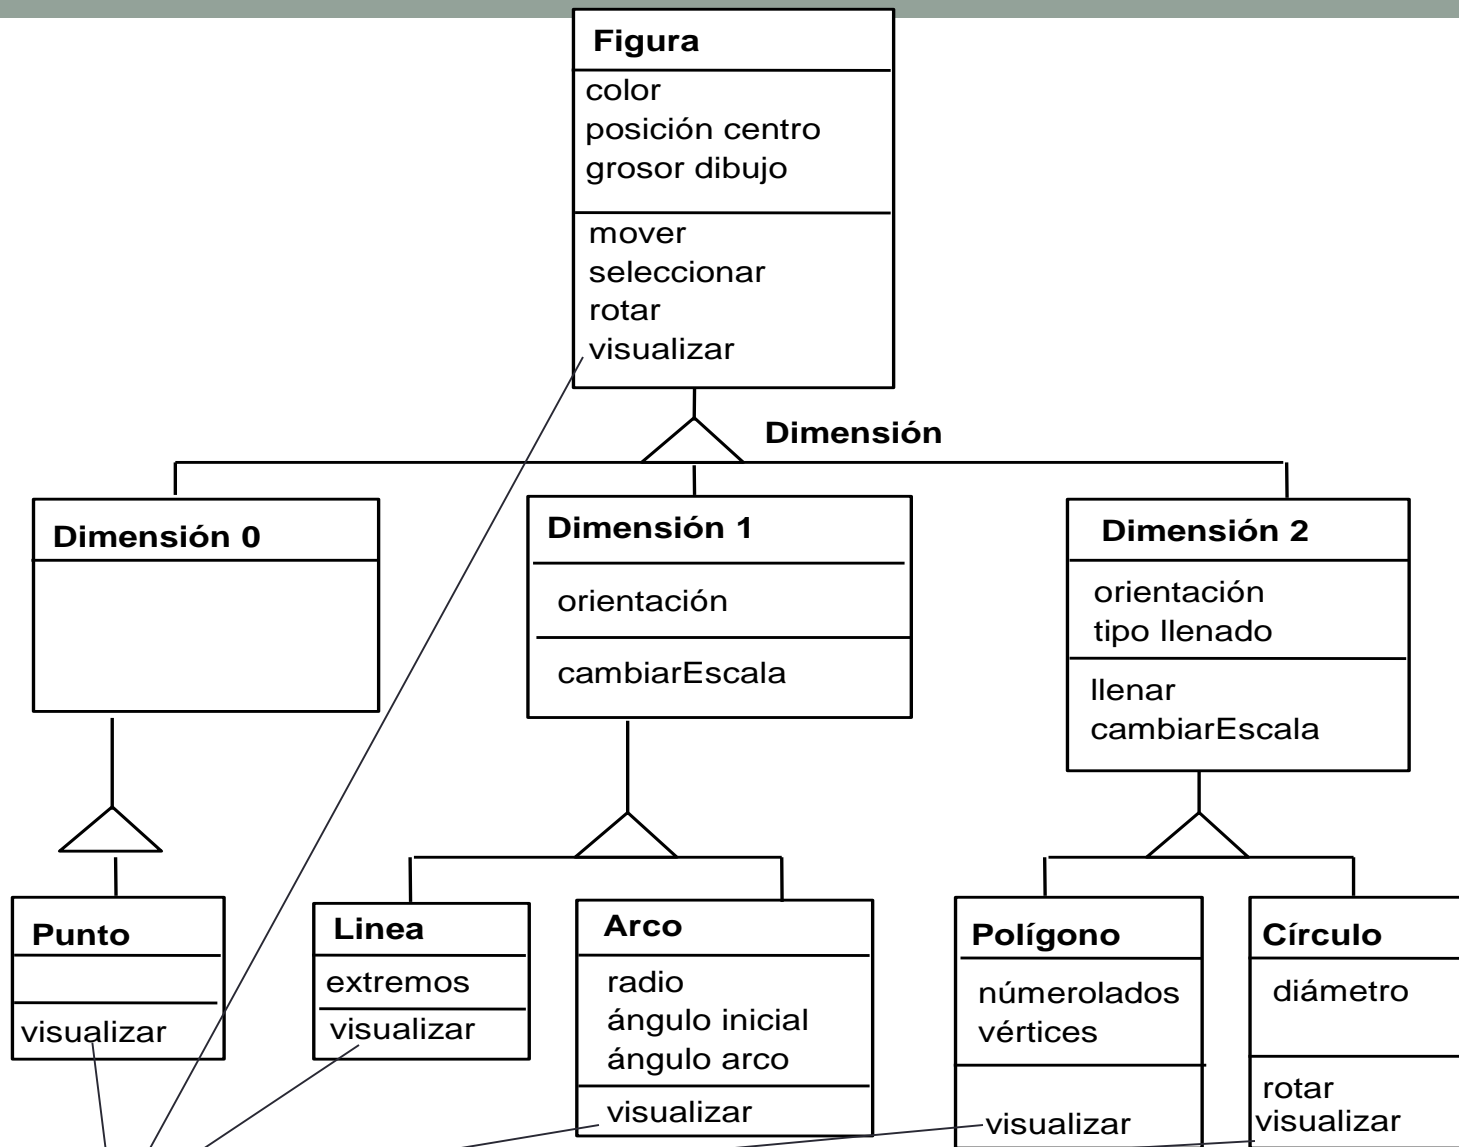 Figura
color
posición centro
grosor dibujo
mover
seleccionar
rotar
visualizar
Dimensión
Dimensión 0
Dimensión 1
orientación
cambiarEscala
Dimensión 2
orientación
tipo llenado
llenar
cambiarEscala
Punto
visualizar
Linea
extremos
visualizar
Arco
radio
ángulo inicial
ángulo arco
visualizar
Polígono
númerolados
vértices
visualizar
Círculo
diámetro
rotar
visualizar